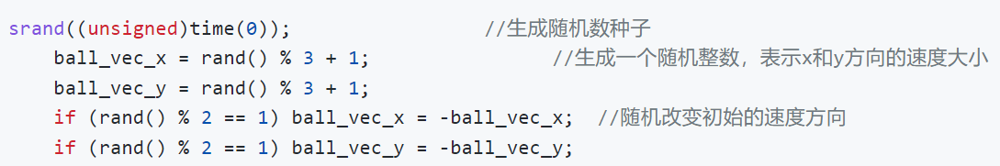 srand((unsigned)time(0));                //生成随机数种子
    ball_vec_x = rand() % 3 + 1;               //生成一个随机整数，表示x和y方向的速度大小
    ball_vec_y = rand() % 3 + 1;
    if (rand() % 2 == 1) ball_vec_x = -ball_vec_x;  //随机改变初始的速度方向
    if (rand() % 2 == 1) ball_vec_y = -ball_vec_y;